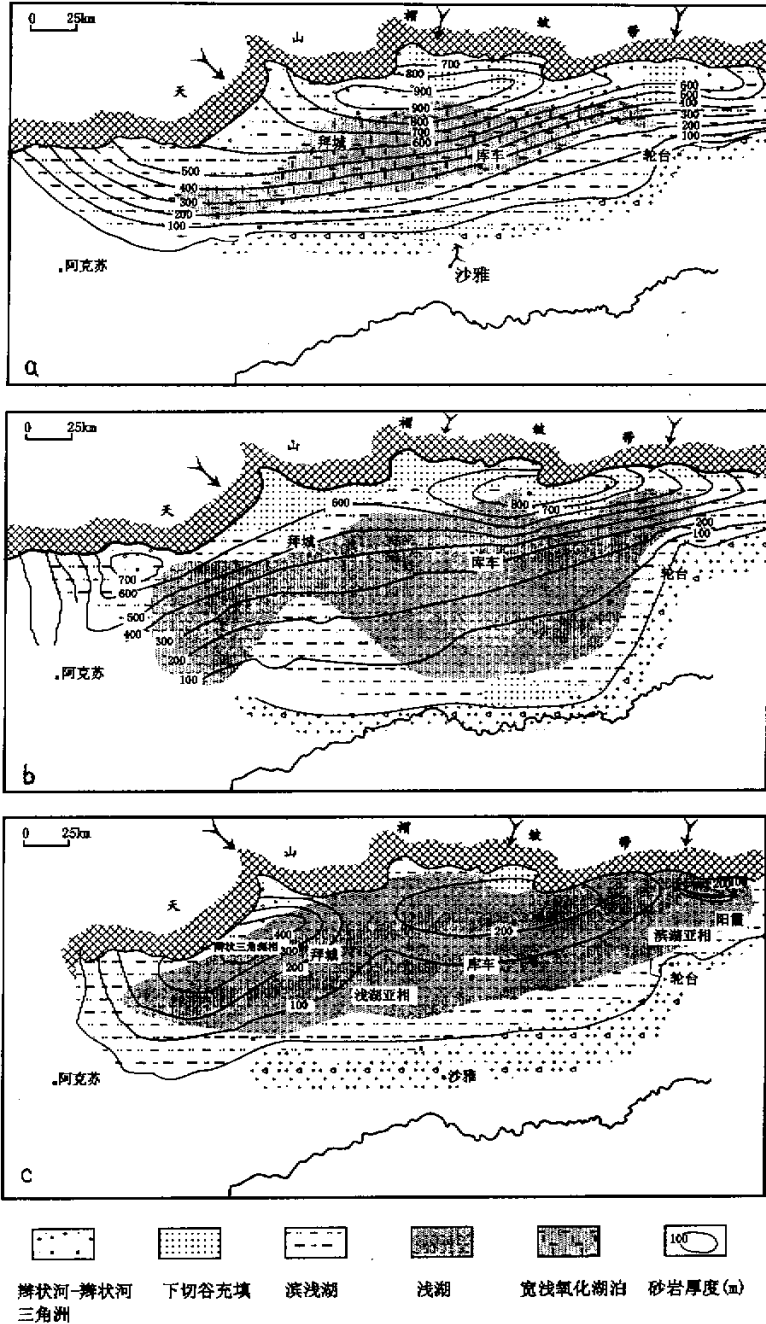 0 25km
天 山 褶 皱 带
700
800
900
900
800
700
600
拜城
库车
600
500
400
300
200
100
轮台
500
400
300
200
100
阿克苏
沙雅
a
0 25km
天 山 褶 皱 带
600
800
700
拜城
库车
200
100
轮台
700
600
500
400
300
200
100
阿克苏
b
0 25km
天 山 褶 皱 带
辫状三角洲相
400
300
200
100
拜城
200
库车
浅湖亚相
滨湖亚相
阳霞
轮台
阿克苏
沙雅
c
100
辫状河-辫状河
三角洲
下切谷充填
滨浅湖
浅湖
宽浅氧化湖泊
砂岩厚度(m)